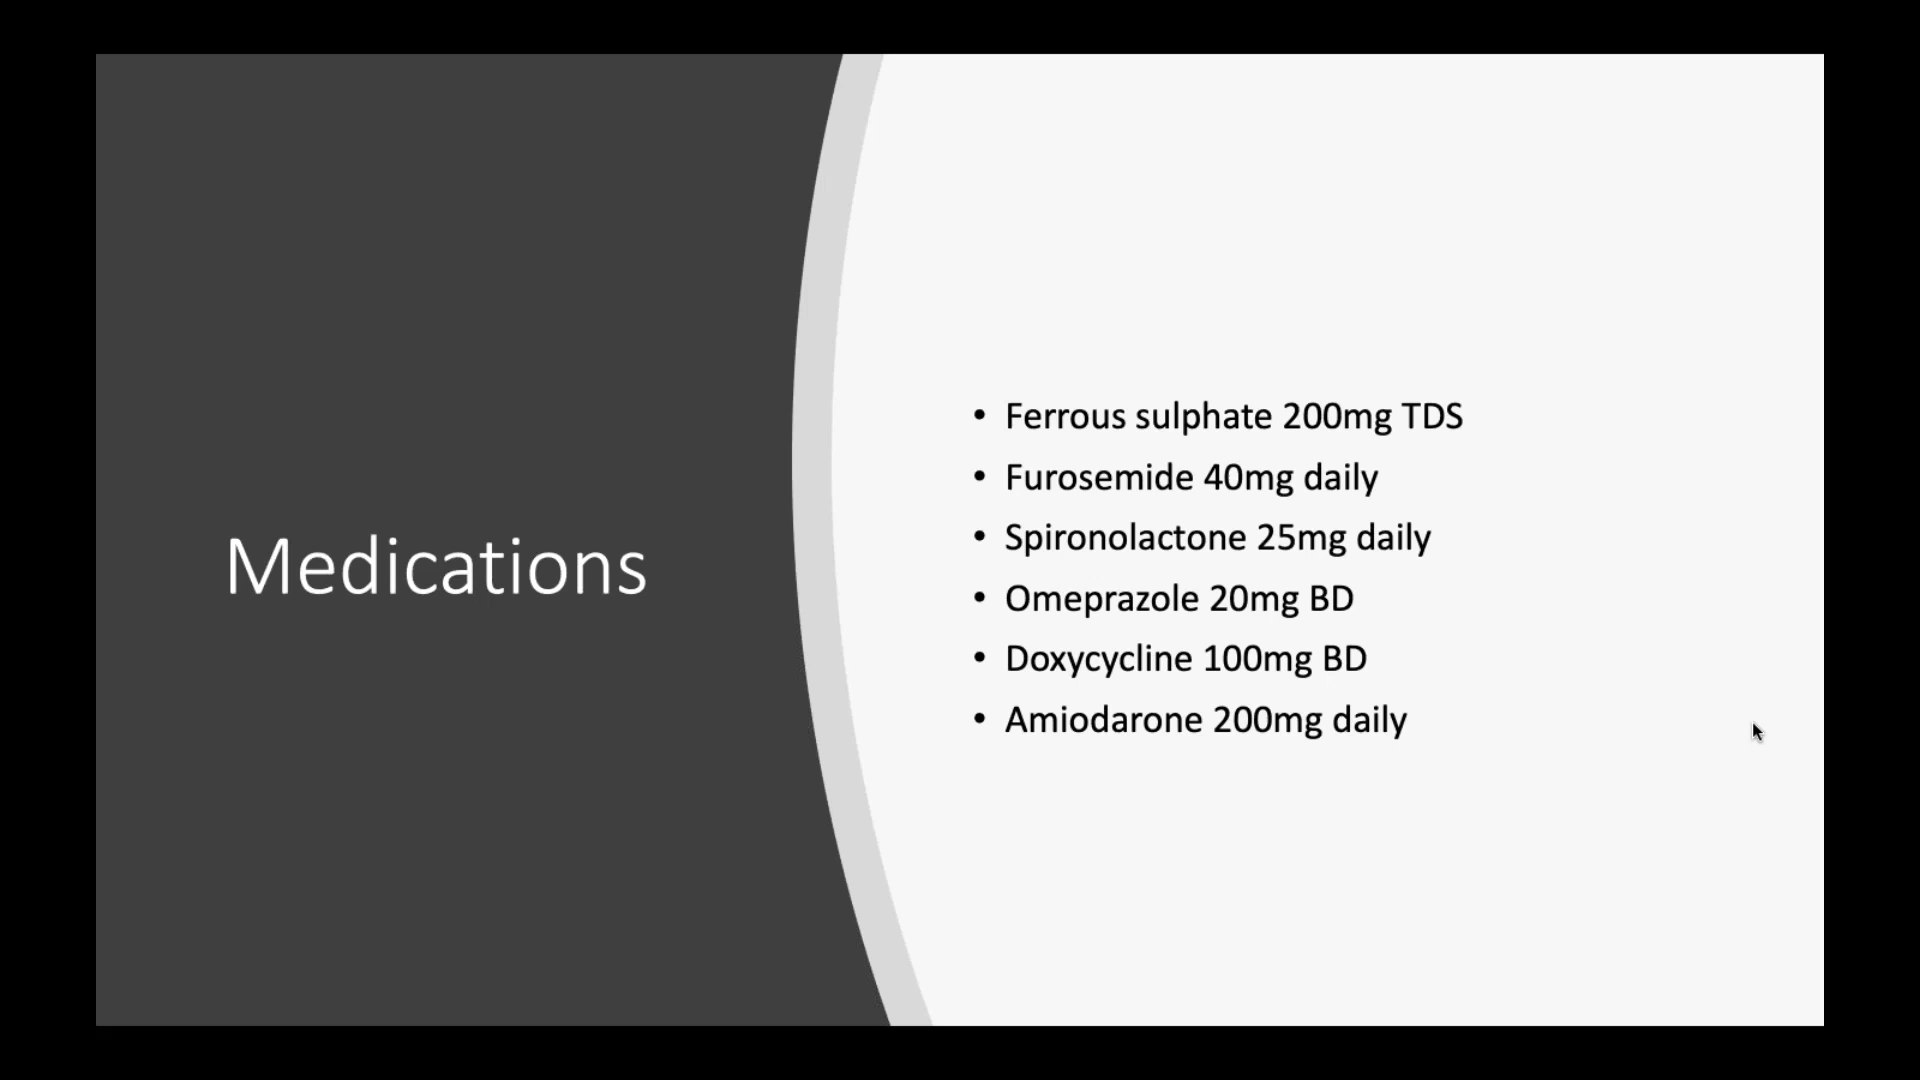 Medications
• Ferrous sulphate 200mg TDS
• Furosemide 40mg daily
• Spironolactone 25mg daily
• Omeprazole 20mg BD
• Doxycycline 100mg BD
• Amiodarone 200mg daily